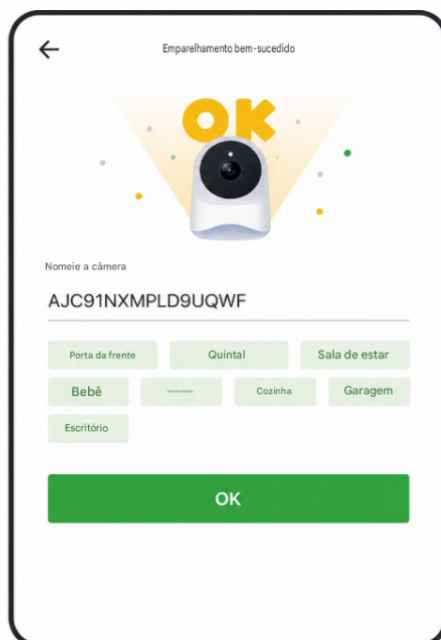 Emparelhamento bem-sucedido
OK
Nomeie a câmera
AJC91NXMPLD9UQWF
Porta da frente Quintal Sala de estar
Bebê Cozinha Garagem
Escritório
OK